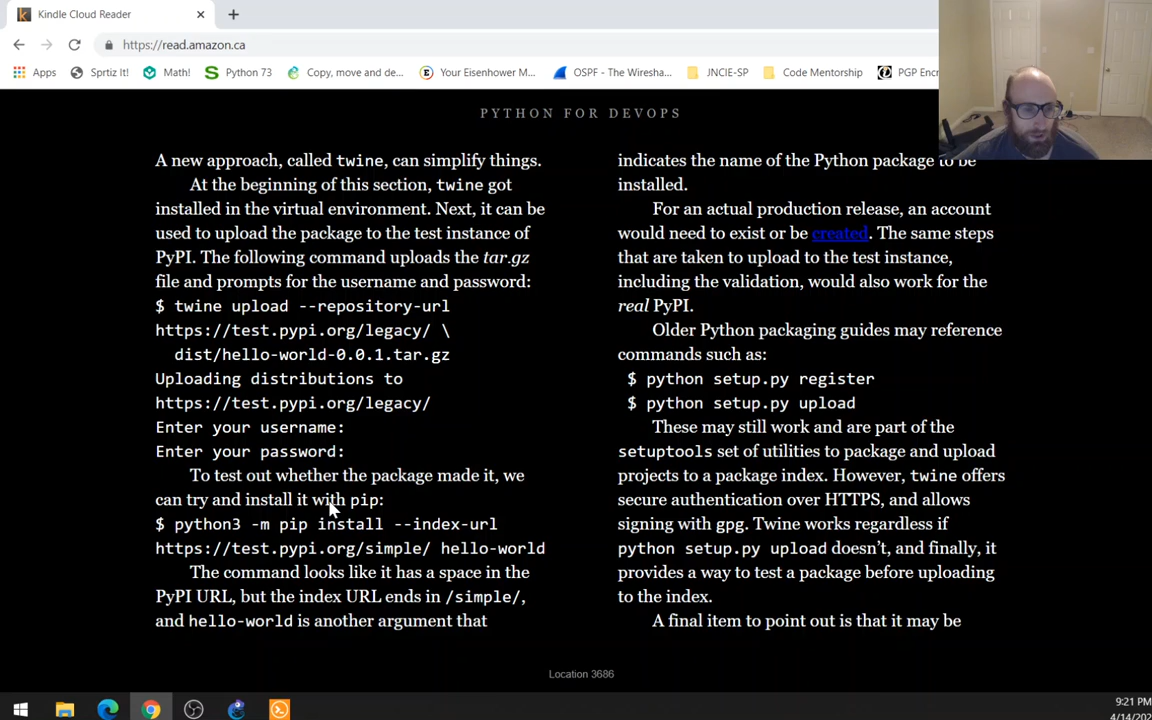 Kindle Cloud Reader
https://read.amazon.ca
Apps
Sprtiz It!
Math!
Python 73
Copy, move and de...
Your Eisenhower M...
OSPF - The Wiresha...
JNCIE-SP
Code Mentorship
PGP Encr
PYTHON FOR DEVOPS
A new approach, called twine, can simplify things.
At the beginning of this section, twine got
installed in the virtual environment. Next, it can be
used to upload the package to the test instance of
PyPI. The following command uploads the tar.gz
file and prompts for the username and password:
$ twine upload --repository-url
https://test.pypi.org/legacy/ \
dist/hello-world-0.0.1.tar.gz
Uploading distributions to
https://test.pypi.org/legacy/
Enter your username:
Enter your password:
To test out whether the package made it, we
can try and install it with pip:
$ python3 -m pip install --index-url
https://test.pypi.org/simple/ hello-world
The command looks like it has a space in the
PyPI URL, but the index URL ends in /simple/,
and hello-world is another argument that
indicates the name of the Python package to be
installed.
For an actual production release, an account
would need to exist or be created. The same steps
that are taken to upload to the test instance,
including the validation, would also work for the
real PyPI.
Older Python packaging guides may reference
commands such as:
$ python setup.py register
$ python setup.py upload
These may still work and are part of the
setuptools set of utilities to package and upload
projects to a package index. However, twine offers
secure authentication over HTTPS, and allows
signing with gpg. Twine works regardless if
python setup.py upload doesn't, and finally, it
provides a way to test a package before uploading
to the index.
A final item to point out is that it may be
Location 3686
9:21 PM
4/14/202